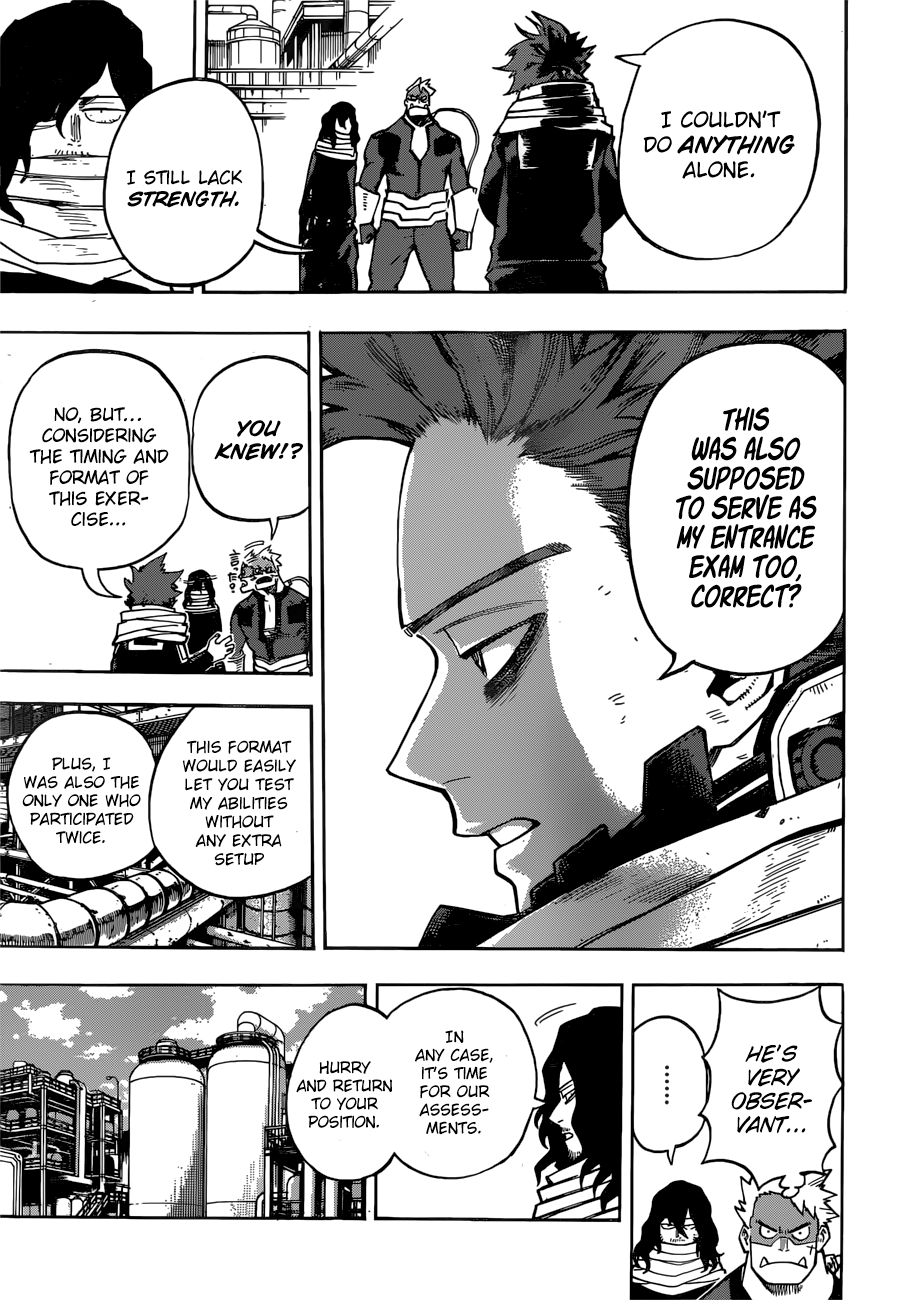 I COULDN'T
DO ANYTHING
ALONE.
I STILL LACK
STRENGTH.
THIS
WAS ALSO
SUPPOSED
TO SERVE AS
MY ENTRANCE
EXAM TOO,
CORRECT?
YOU
KNEW!?
NO, BUT...
CONSIDERING
THE TIMING AND
FORMAT OF
THIS EXER-
CISE...
THIS FORMAT
WOULD EASILY
LET YOU TEST
MY ABILITIES
WITHOUT
ANY EXTRA
SETUP
PLUS, I
WAS ALSO THE
ONLY ONE WHO
PARTICIPATED
TWICE.
HE'S
VERY
OBSER-
VANT...
........
IN
ANY CASE,
IT'S TIME
FOR OUR
ASSESS-
MENTS.
HURRY
AND RETURN
TO YOUR
POSITION.